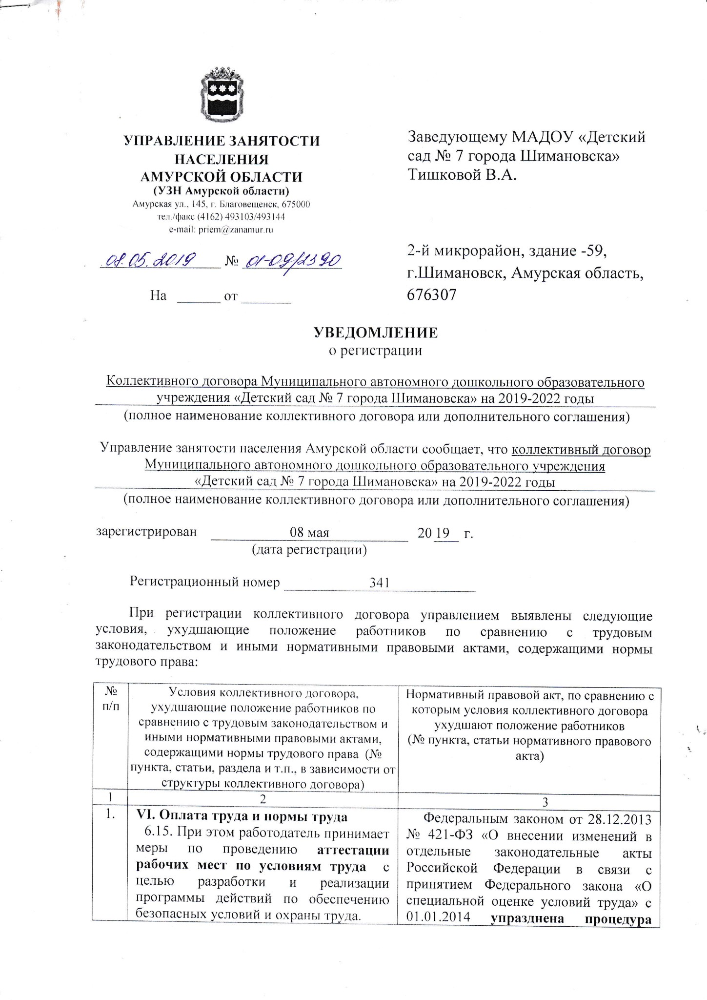 УПРАВЛЕНИЕ ЗАНЯТОСТИ
НАСЕЛЕНИЯ
АМУРСКОЙ ОБЛАСТИ
(УЗН Амурской области)
Амурская ул., 145, г. Благовещенск, 675000
тел./факс (4162) 493103/493144
e-mail: priem@zanamur.ru
08.05.2019 № 01-09/2390
На ______ от _______
Заведующему МАДОУ «Детский
сад № 7 города Шимановска»
Тишковой В.А.
2-й микрорайон, здание -59,
г.Шимановск, Амурская область,
676307
УВЕДОМЛЕНИЕ
о регистрации
Коллективного договора Муниципального автономного дошкольного образовательного
учреждения «Детский сад № 7 города Шимановска» на 2019-2022 годы
(полное наименование коллективного договора или дополнительного соглашения)
Управление занятости населения Амурской области сообщает, что коллективный договор
Муниципального автономного дошкольного образовательного учреждения
«Детский сад № 7 города Шимановска» на 2019-2022 годы
(полное наименование коллективного договора или дополнительного соглашения)
зарегистрирован 08 мая 20 19 г.
(дата регистрации)
Регистрационный номер 341
При регистрации коллективного договора управлением выявлены следующие
условия, ухудшающие положение работников по сравнению с трудовым
законодательством и иными нормативными правовыми актами, содержащими нормы
трудового права:
№
п/п
Условия коллективного договора,
ухудшающие положение работников по
сравнению с трудовым законодательством и
иными нормативными правовыми актами,
содержащими нормы трудового права (№
пункта, статьи, раздела и т.п., в зависимости от
структуры коллективного договора)
Нормативный правовой акт, по сравнению с
которым условия коллективного договора
ухудшают положение работников
(№ пункта, статьи нормативного правового
акта)
1 2 3
1.
VI. Оплата труда и нормы труда
6.15. При этом работодатель принимает
меры по проведению аттестации
рабочих мест по условиям труда с
целью разработки и реализации
программы действий по обеспечению
безопасных условий и охраны труда.
Федеральным законом от 28.12.2013
№ 421-ФЗ «О внесении изменений в
отдельные законодательные акты
Российской Федерации в связи с
принятием Федерального закона «О
специальной оценке условий труда» с
01.01.2014 упразднена процедура